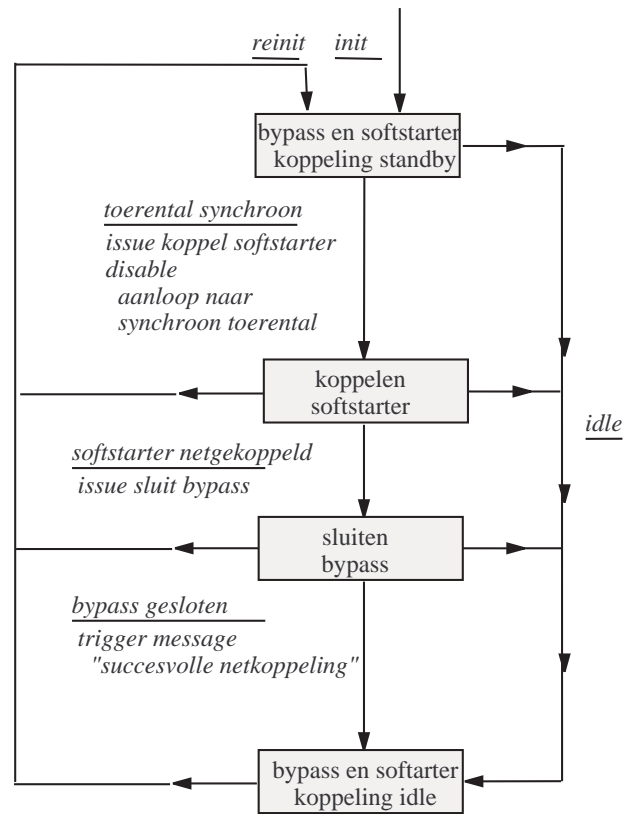 reinit init
bypass en softstarter
koppeling standby
toerental synchroon
issue koppel softstarter
disable
aanloop naar
synchroon toerental
koppelen
softstarter
idle
softstarter netgekoppeld
issue sluit bypass
sluiten
bypass
bypass gesloten
trigger message
"succesvolle netkoppeling"
bypass en softarter
koppeling idle